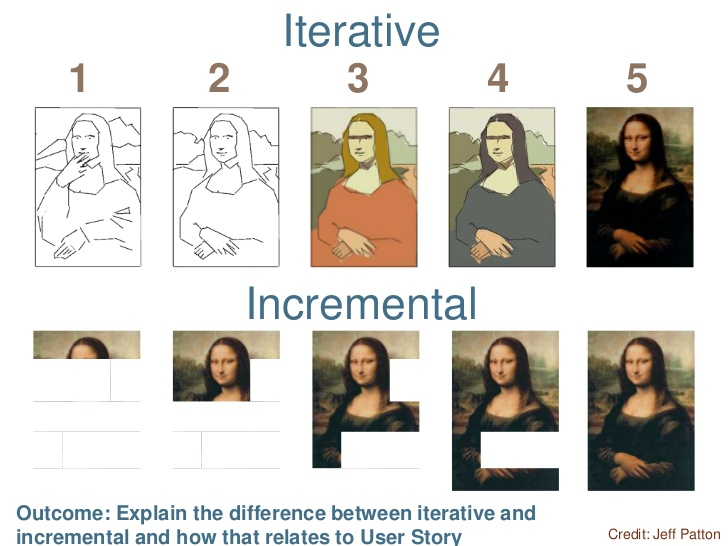 Iterative
1 2 3 4 5
Incremental
Outcome: Explain the difference between iterative and
incremental and how that relates to User Story
Credit: Jeff Patton